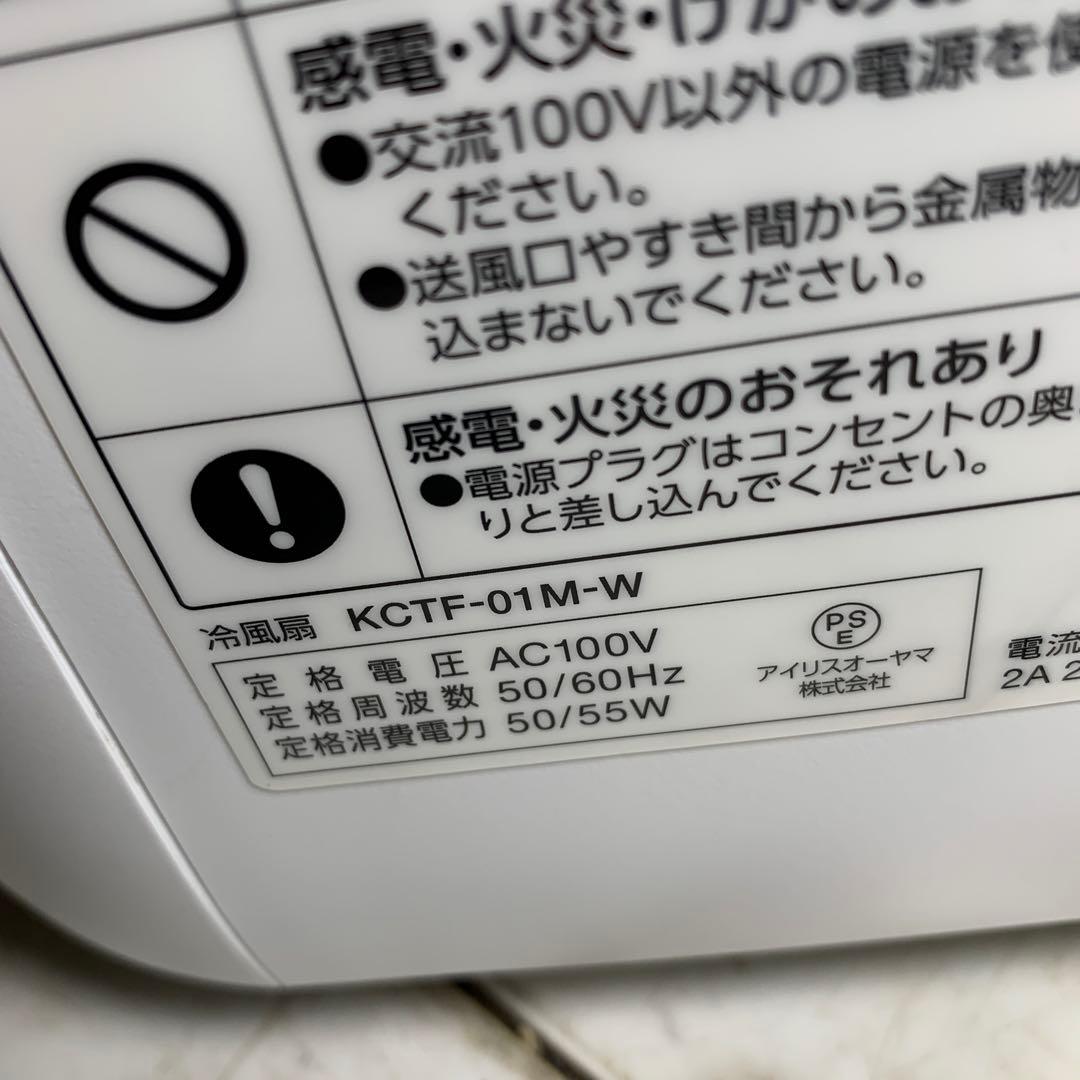 感電・火災・けがのお
●交流100V以外の電源を使
ください。
●送風口やすき間から金属物
込まないでください。
感電・火災のおそれあり
●電源プラグはコンセントの奥
りと差し込んでください。
冷風扇 KCTF-01M-W
定格電圧 AC100V
定格周波数 50/60Hz
定格消費電力 50/55W
PS
E
アイリスオーヤマ
株式会社
電流
2A 2